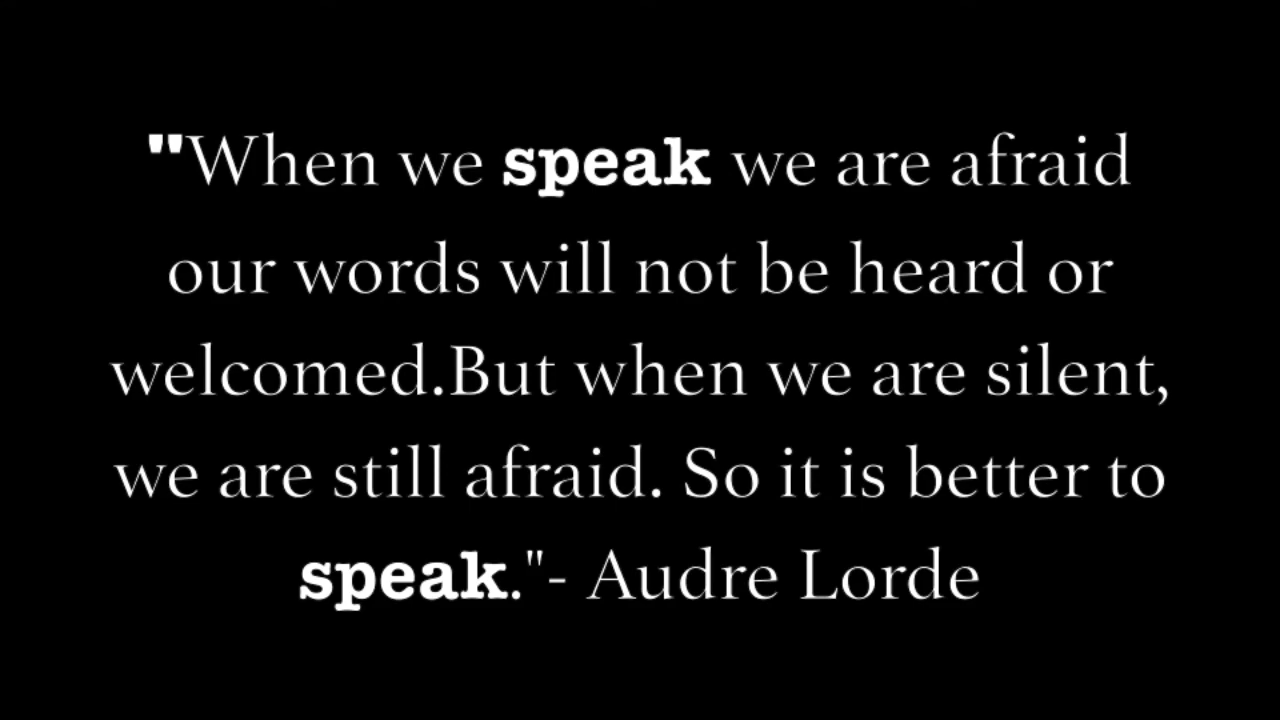 "When we speak we are afraid
our words will not be heard or
welcomed.But when we are silent,
we are still afraid. So it is better to
speak."- Audre Lorde